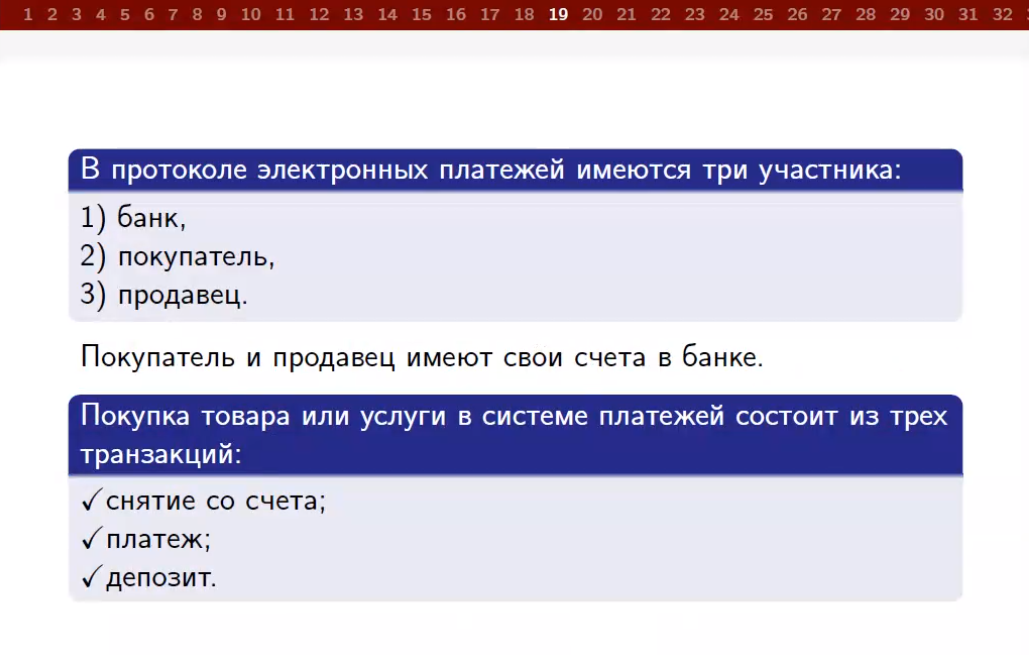 1 2 3 4 5 6 7 8 9 10 11 12 13 14 15 16 17 18 19 20 21 22 23 24 25 26 27 28 29 30 31 32
В протоколе электронных платежей имеются три участника:
1) банк,
2) покупатель,
3) продавец.
Покупатель и продавец имеют свои счета в банке.
Покупка товара или услуги в системе платежей состоит из трех
транзакций:
✓снятие со счета;
✓платеж;
✓депозит.